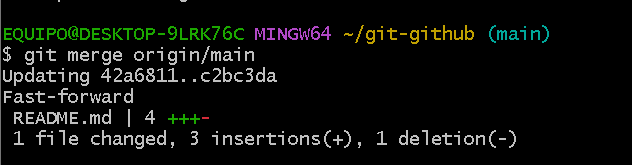 EQUIPO@DESKTOP-9LRK76C MINGW64 ~/git-github (main)
$ git merge origin/main
Updating 42a6811..c2bc3da
Fast-forward
 README.md | 4 +++-
 1 file changed, 3 insertions(+), 1 deletion(-)